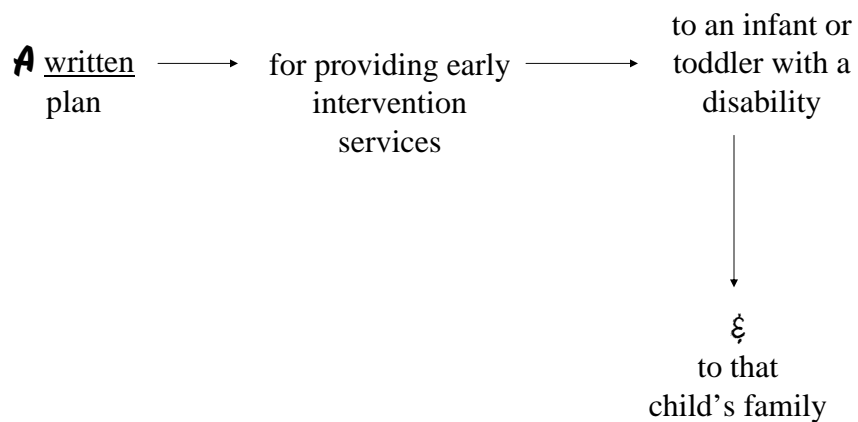 A written
plan
for providing early
intervention
services
to an infant or
toddler with a
disability
&
to that
child’s family